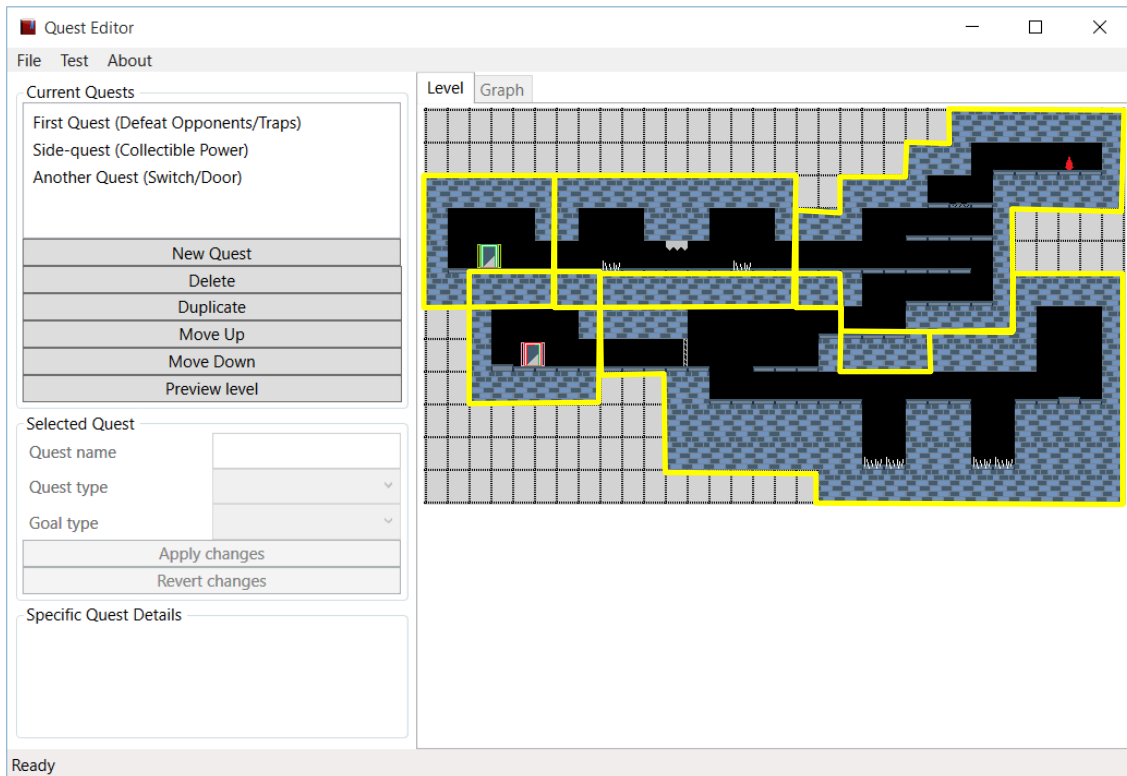 Quest Editor
File Test About
Current Quests
First Quest (Defeat Opponents/Traps)
Side-quest (Collectible Power)
Another Quest (Switch/Door)
New Quest
Delete
Duplicate
Move Up
Move Down
Preview level
Selected Quest
Quest name
Quest type
Goal type
Apply changes
Revert changes
Specific Quest Details
Level Graph
Ready